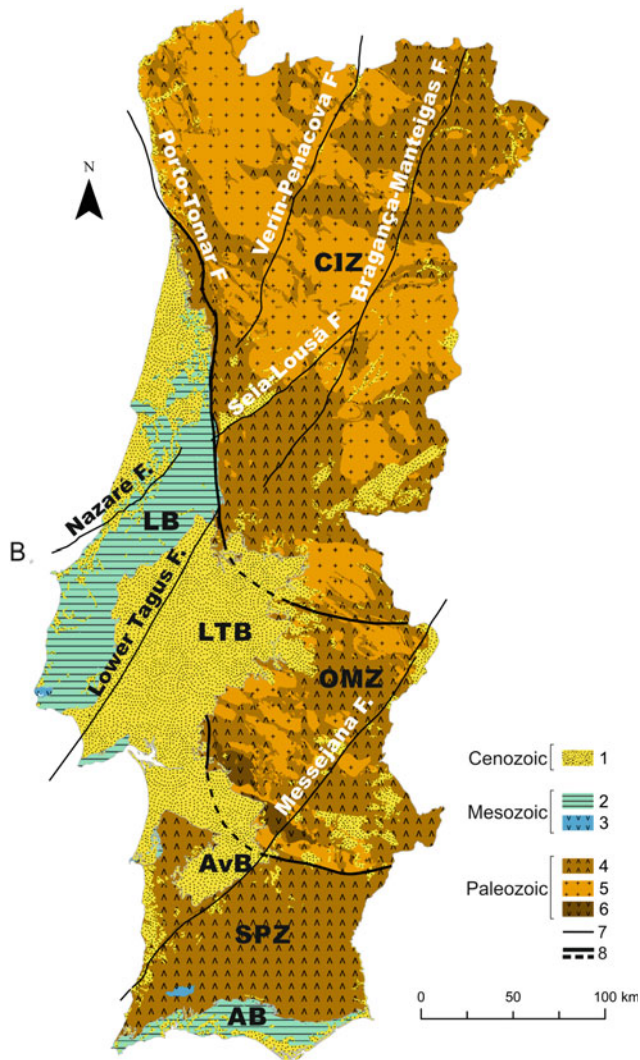 N
Porto-Tomar F
Verin-Penacova F
Bragança-Manteigas F
CIZ
Seia-Lousã F
Nazaré F.
LB
B
Lower Tagus F.
LTB
OMZ
Messejana F.
AvB
SPZ
AB
Cenozoic
1
Mesozoic
2
3
Paleozoic
4
5
6
7
8
0 50 100 km